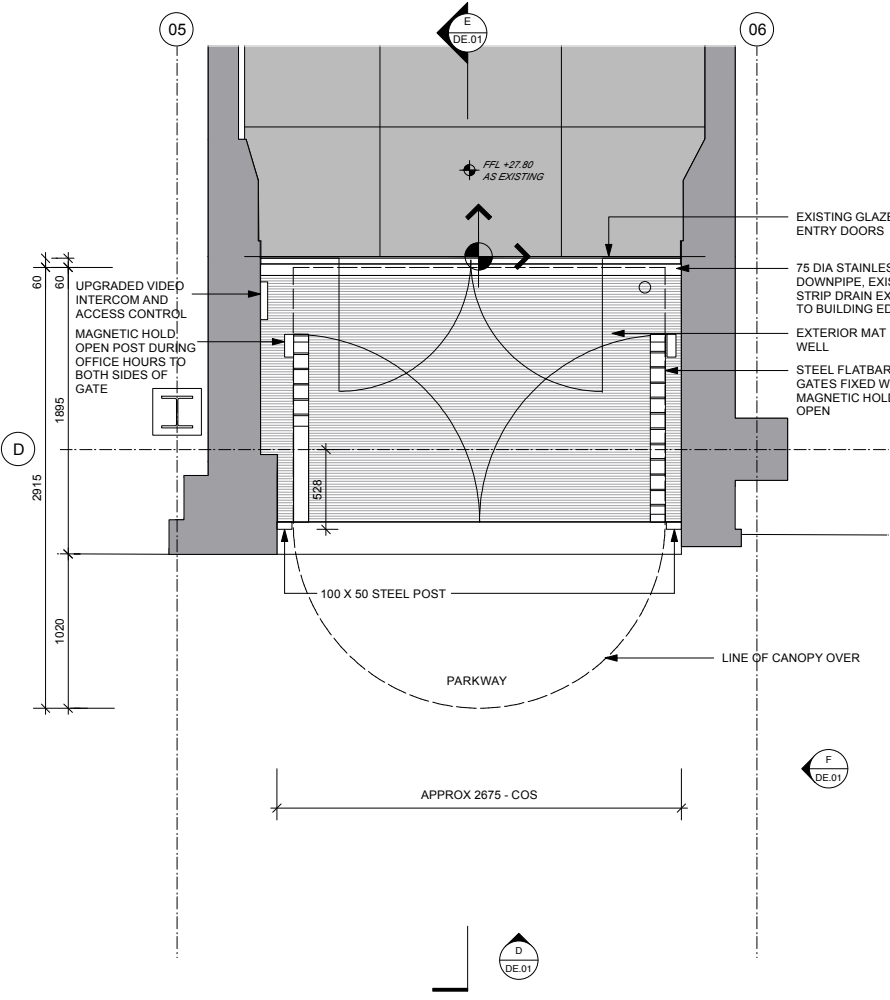 05
E
DE.01
06
FFL +27.80
AS EXISTING
EXISTING GLAZE
ENTRY DOORS
60
60
UPGRADED VIDEO
INTERCOM AND
ACCESS CONTROL
75 DIA STAINLES
DOWNPIPE, EXIS
STRIP DRAIN EX
TO BUILDING ED
MAGNETIC HOLD
OPEN POST DURING
OFFICE HOURS TO
BOTH SIDES OF
GATE
EXTERIOR MAT
WELL
STEEL FLATBAR
GATES FIXED W
MAGNETIC HOLD
OPEN
1895
D
2915
528
100 X 50 STEEL POST
1020
LINE OF CANOPY OVER
PARKWAY
F
DE.01
APPROX 2675 - COS
D
DE.01